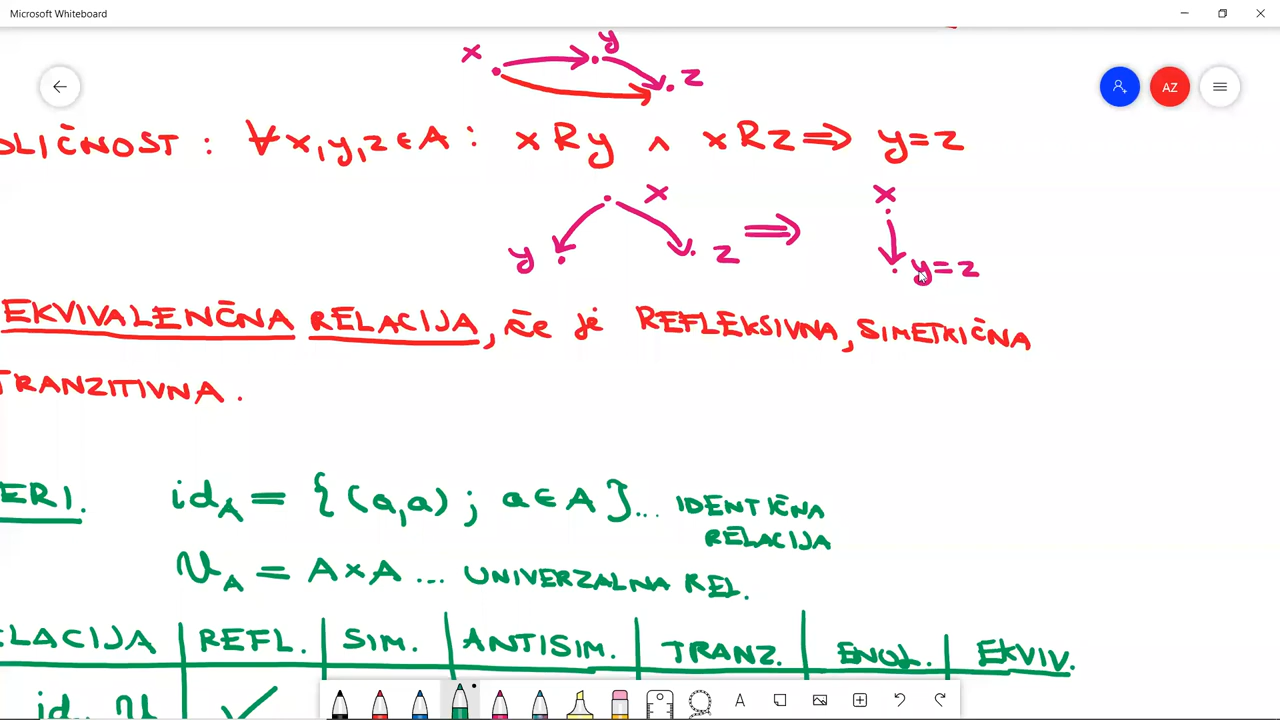 Microsoft Whiteboard
x y z
AZ
OLIČNOST : ∀x,y,z∈A : xRy ∧ xRz ⟹ y=z
x x
y z ⟹ y=z
EKVIVALENČNA RELACIJA, če je REFLEKSIVNA, SIMETRIČNA
TRANZITIVNA.
ERI. id_A = {(a,a) ; a∈A}... IDENTIČNA
RELACIJA
U_A = A×A ... UNIVERZALNA REL.
ELACIJA REFL. SIM. ANTISIM. TRANZ. ENOL. EKVIV.
id ✓